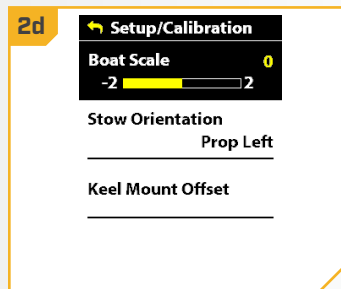 2d
Setup/Calibration
Boat Scale 0
-2 2
Stow Orientation
Prop Left
Keel Mount Offset